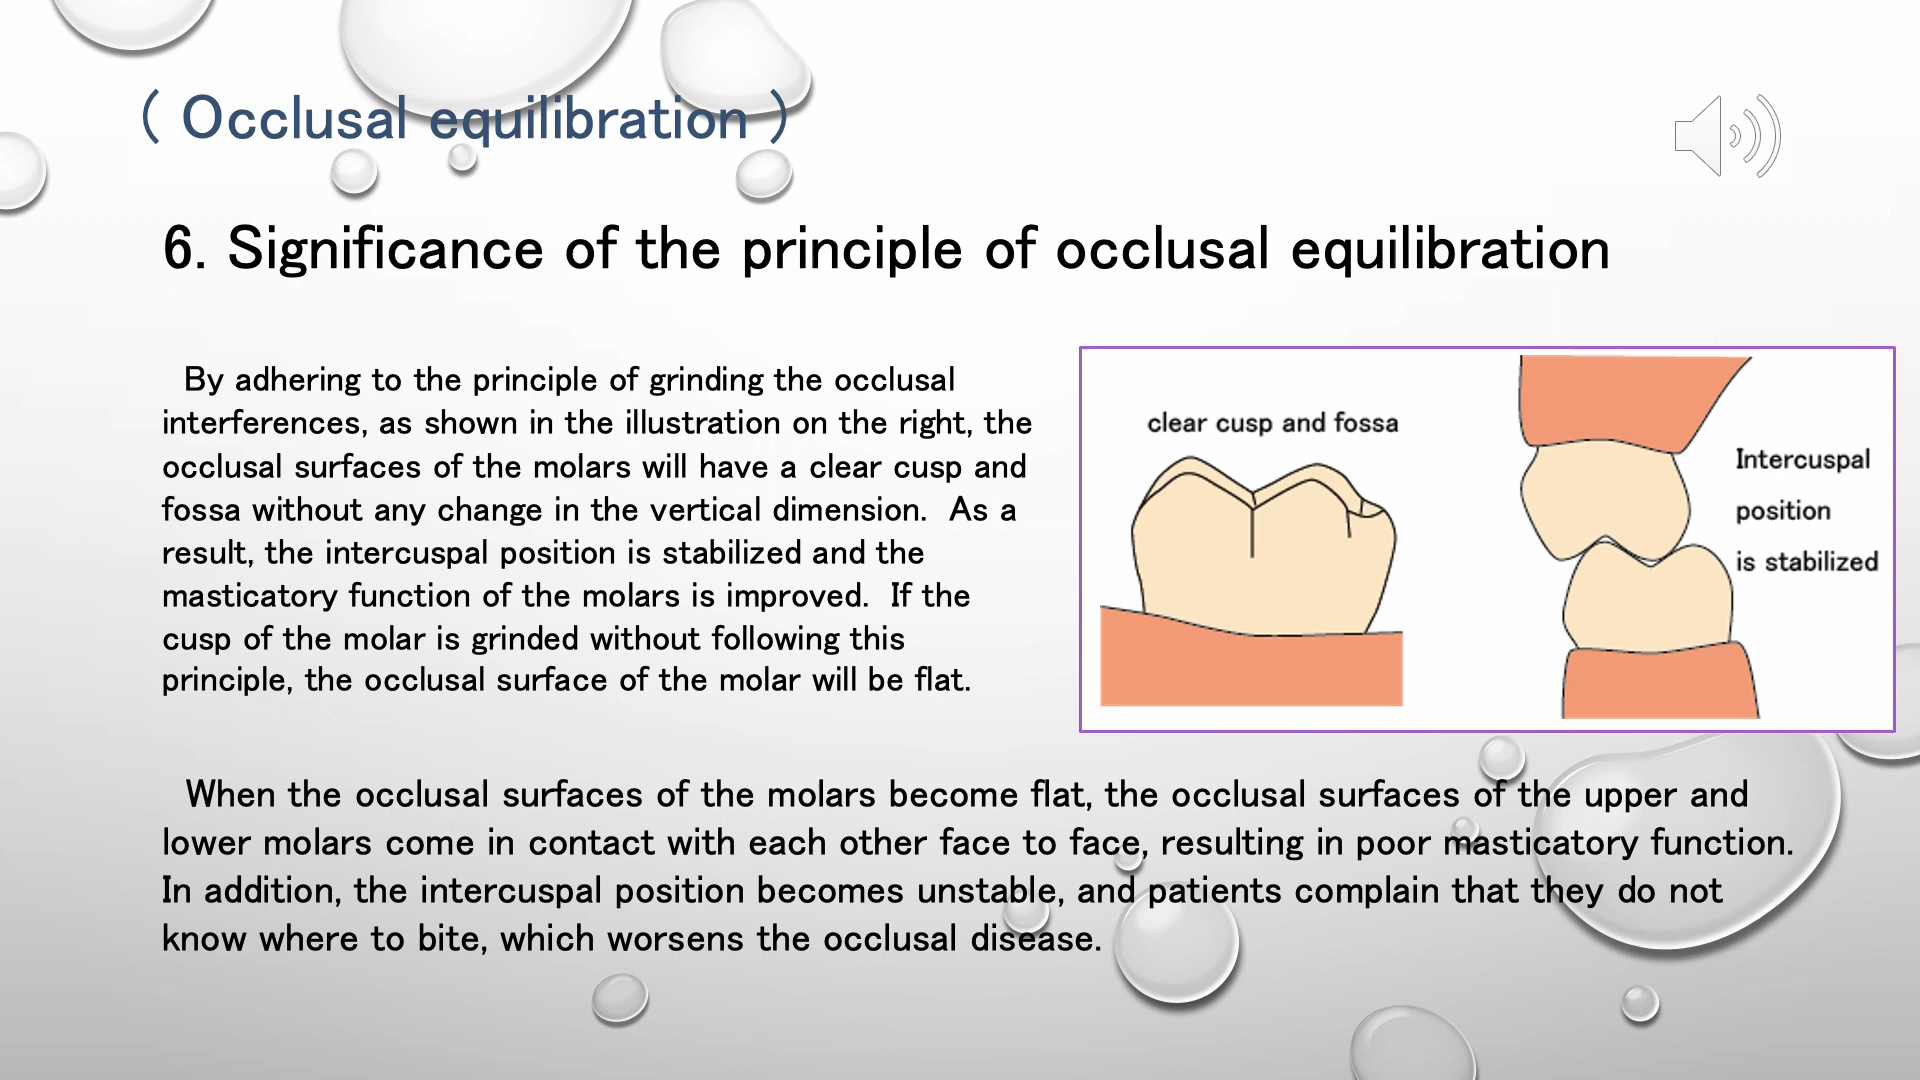 ( Occlusal equilibration )
6. Significance of the principle of occlusal equilibration
By adhering to the principle of grinding the occlusal
interferences, as shown in the illustration on the right, the
occlusal surfaces of the molars will have a clear cusp and
fossa without any change in the vertical dimension.  As a
result, the intercuspal position is stabilized and the
masticatory function of the molars is improved.  If the
cusp of the molar is grinded without following this
principle, the occlusal surface of the molar will be flat.
clear cusp and fossa
Intercuspal
position
is stabilized
When the occlusal surfaces of the molars become flat, the occlusal surfaces of the upper and
lower molars come in contact with each other face to face, resulting in poor masticatory function.
In addition, the intercuspal position becomes unstable, and patients complain that they do not
know where to bite, which worsens the occlusal disease.